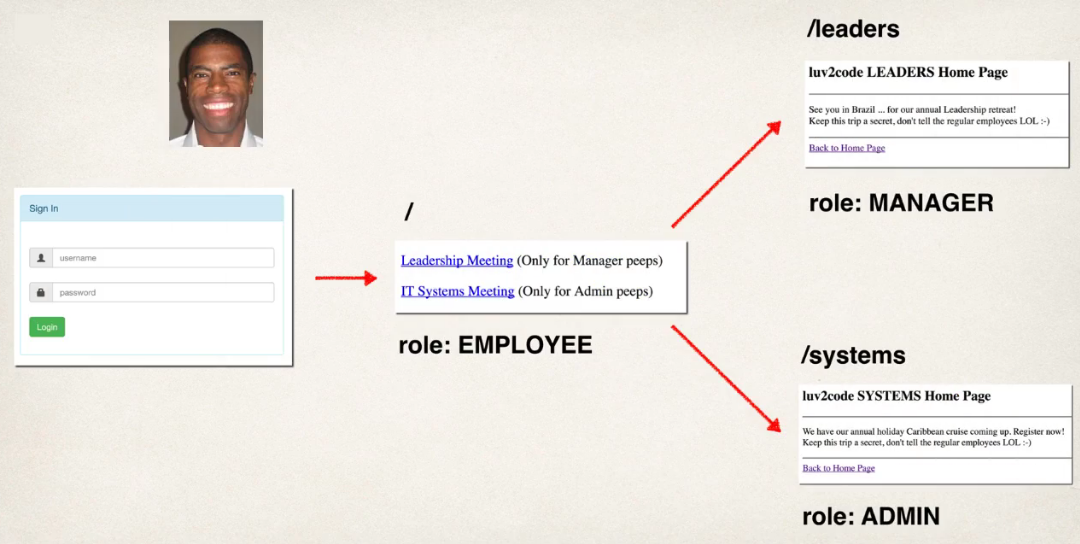 Sign In
username
password
Login
/
Leadership Meeting (Only for Manager peeps)
IT Systems Meeting (Only for Admin peeps)
role: EMPLOYEE
/leaders
luv2code LEADERS Home Page
See you in Brazil ... for our annual Leadership retreat!
Keep this trip a secret, don't tell the regular employees LOL :-)
Back to Home Page
role: MANAGER
/systems
luv2code SYSTEMS Home Page
We have our annual holiday Caribbean cruise coming up. Register now!
Keep this trip a secret, don't tell the regular employees LOL :-)
Back to Home Page
role: ADMIN